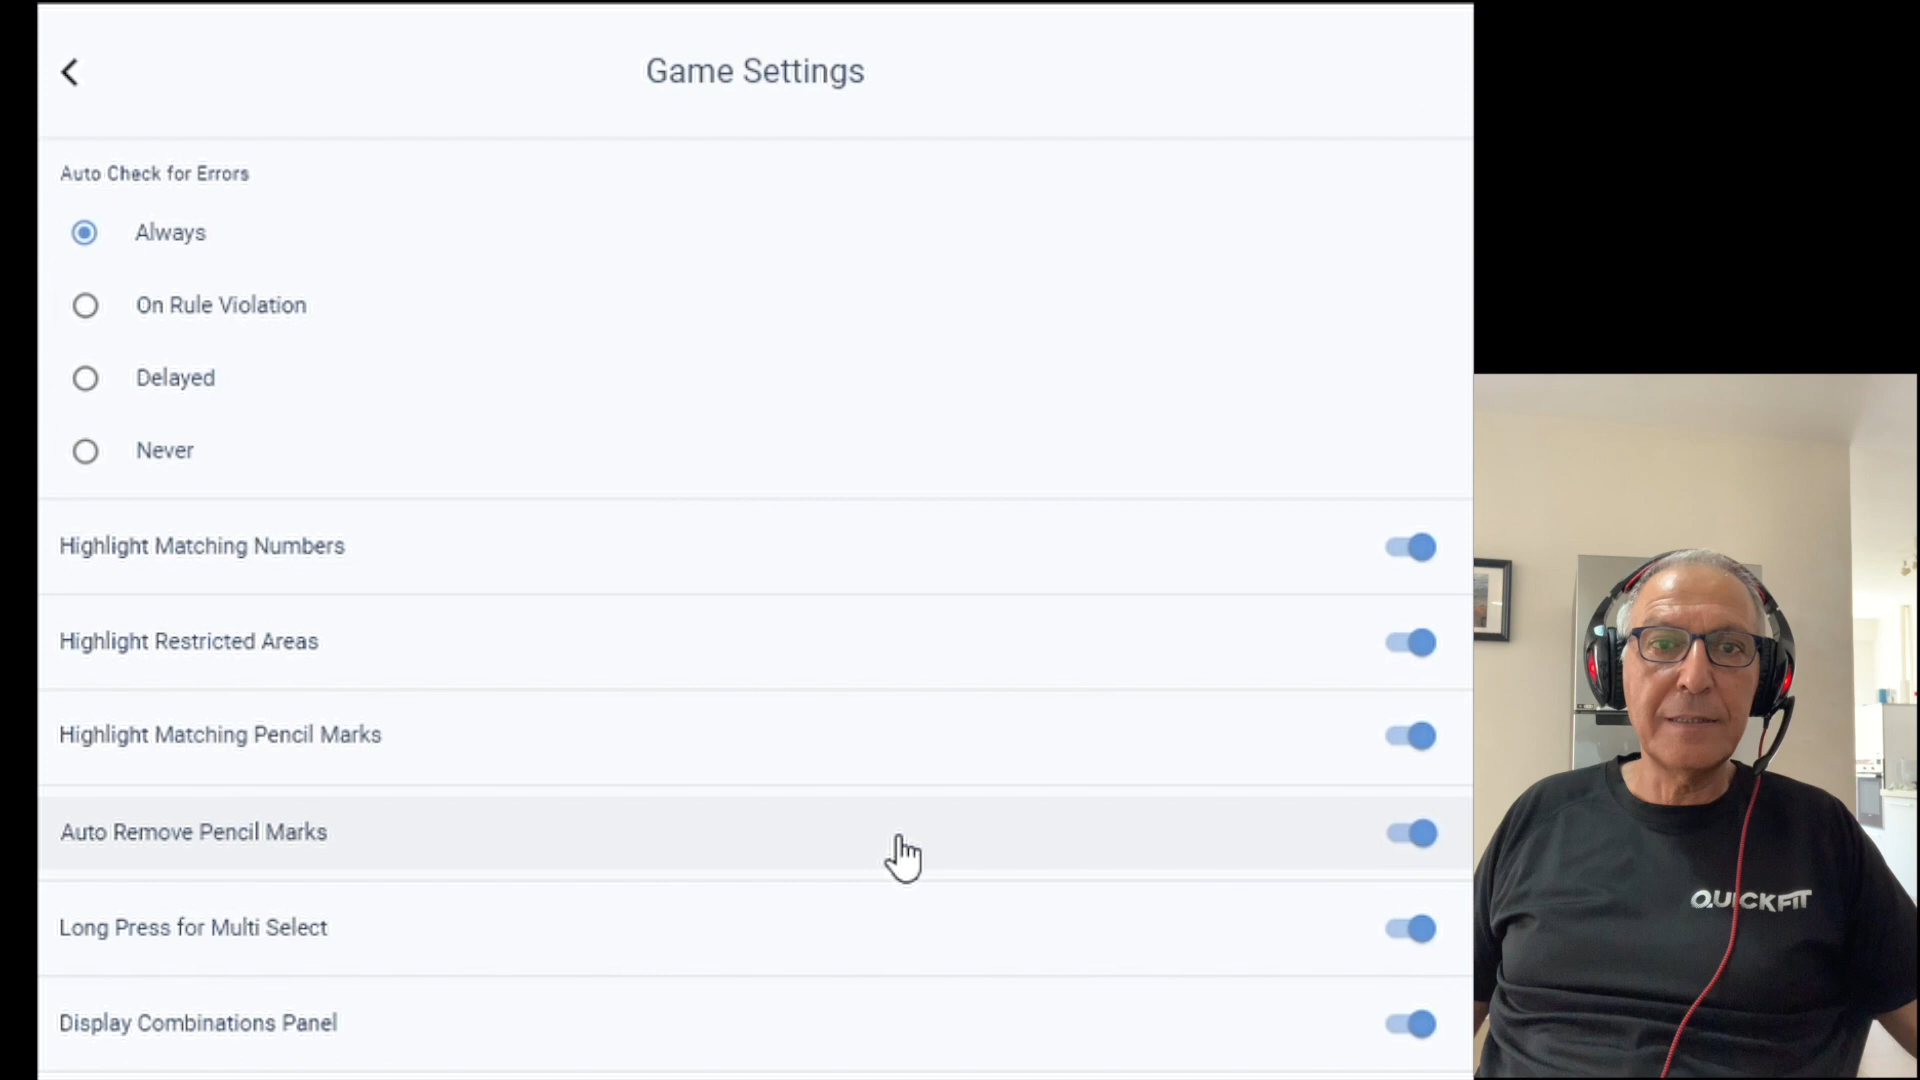 Game Settings
Auto Check for Errors
Always
On Rule Violation
Delayed
Never
Highlight Matching Numbers
Highlight Restricted Areas
Highlight Matching Pencil Marks
Auto Remove Pencil Marks
Long Press for Multi Select
Display Combinations Panel
QUICKFIT